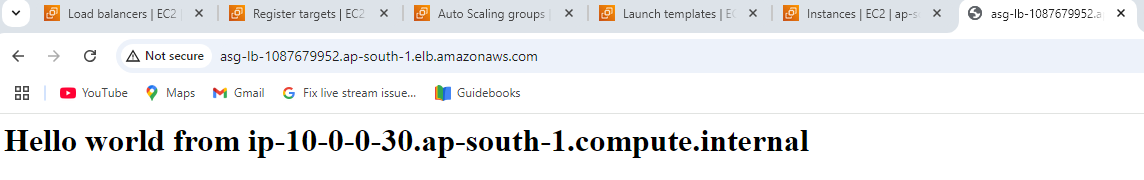 Load balancers | EC2
Register targets | EC2
Auto Scaling groups
Launch templates | EC
Instances | EC2 | ap-s
asg-lb-1087679952.a
Not secure
asg-lb-1087679952.ap-south-1.elb.amazonaws.com
YouTube
Maps
Gmail
Fix live stream issue...
Guidebooks
Hello world from ip-10-0-0-30.ap-south-1.compute.internal